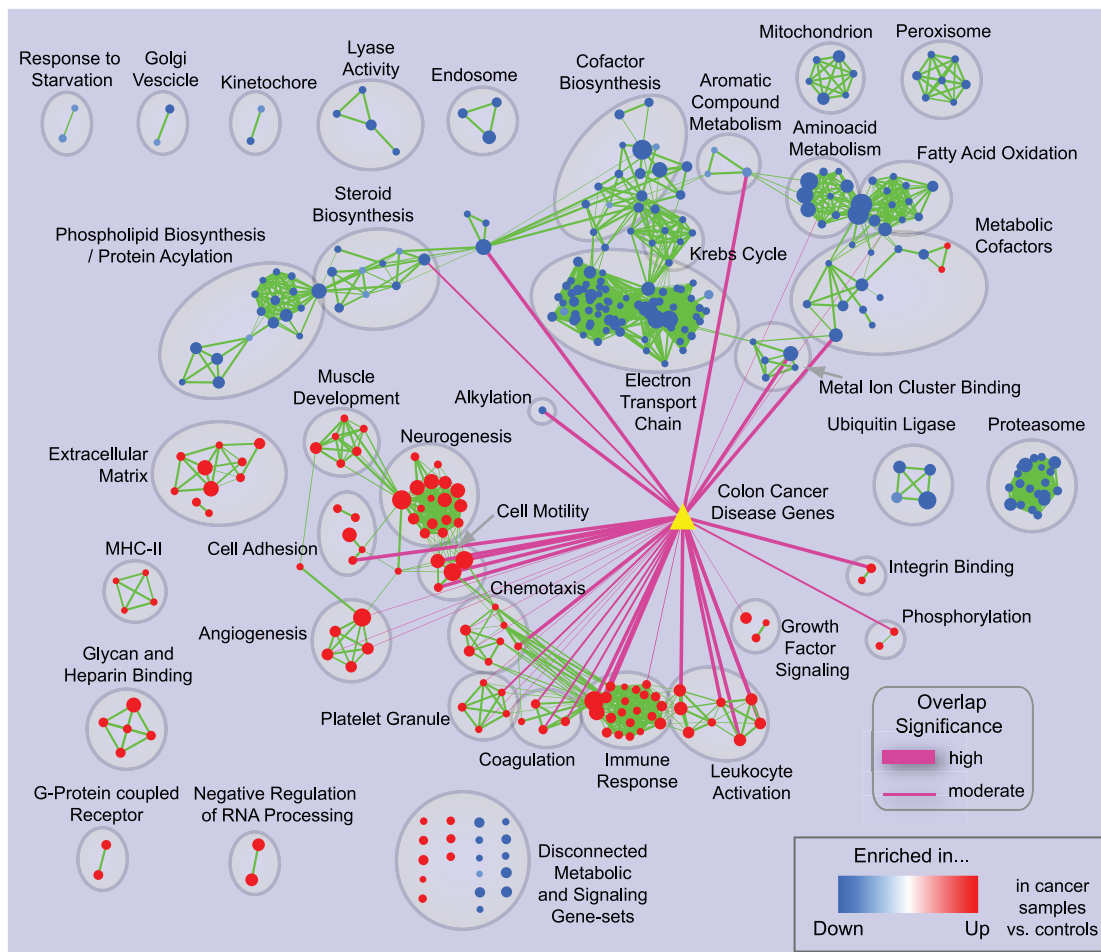 Response to
Starvation
Golgi
Vescicle
Kinetochore
Lyase
Activity
Endosome
Cofactor
Biosynthesis
Aromatic
Compound
Metabolism
Mitochondrion
Peroxisome
Aminoacid
Metabolism
Fatty Acid Oxidation
Steroid
Biosynthesis
Phospholipid Biosynthesis
/ Protein Acylation
Krebs Cycle
Metabolic
Cofactors
Electron
Transport
Chain
Metal Ion Cluster Binding
Muscle
Development
Alkylation
Neurogenesis
Ubiquitin Ligase
Proteasome
Extracellular
Matrix
Colon Cancer
Disease Genes
Cell Motility
Cell Adhesion
MHC-II
Integrin Binding
Chemotaxis
Angiogenesis
Phosphorylation
Growth
Factor
Signaling
Glycan and
Heparin Binding
Platelet Granule
Coagulation
Immune
Response
Leukocyte
Activation
G-Protein coupled
Receptor
Negative Regulation
of RNA Processing
Disconnected
Metabolic
and Signaling
Gene-sets
Overlap
Significance
high
moderate
Enriched in...
Down
Up
in cancer
samples
vs. controls